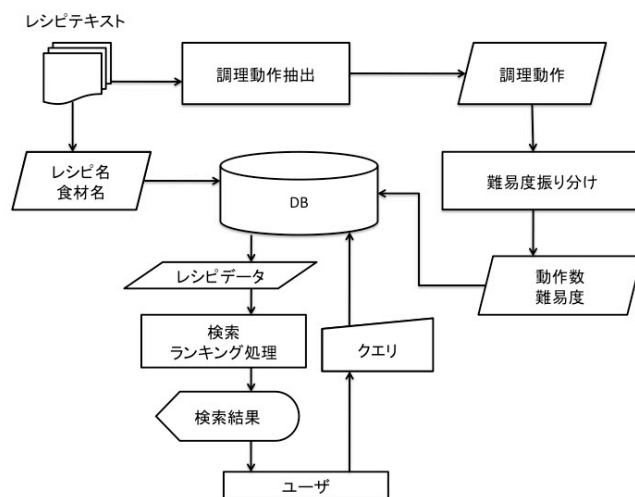 レシピテキスト
調理動作抽出
調理動作
レシピ名
食材名
DB
難易度振り分け
レシピデータ
動作数
難易度
検索
ランキング処理
クエリ
検索結果
ユーザ